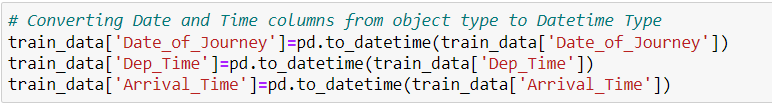 # Converting Date and Time columns from object type to Datetime Type
train_data['Date_of_Journey']=pd.to_datetime(train_data['Date_of_Journey'])
train_data['Dep_Time']=pd.to_datetime(train_data['Dep_Time'])
train_data['Arrival_Time']=pd.to_datetime(train_data['Arrival_Time'])